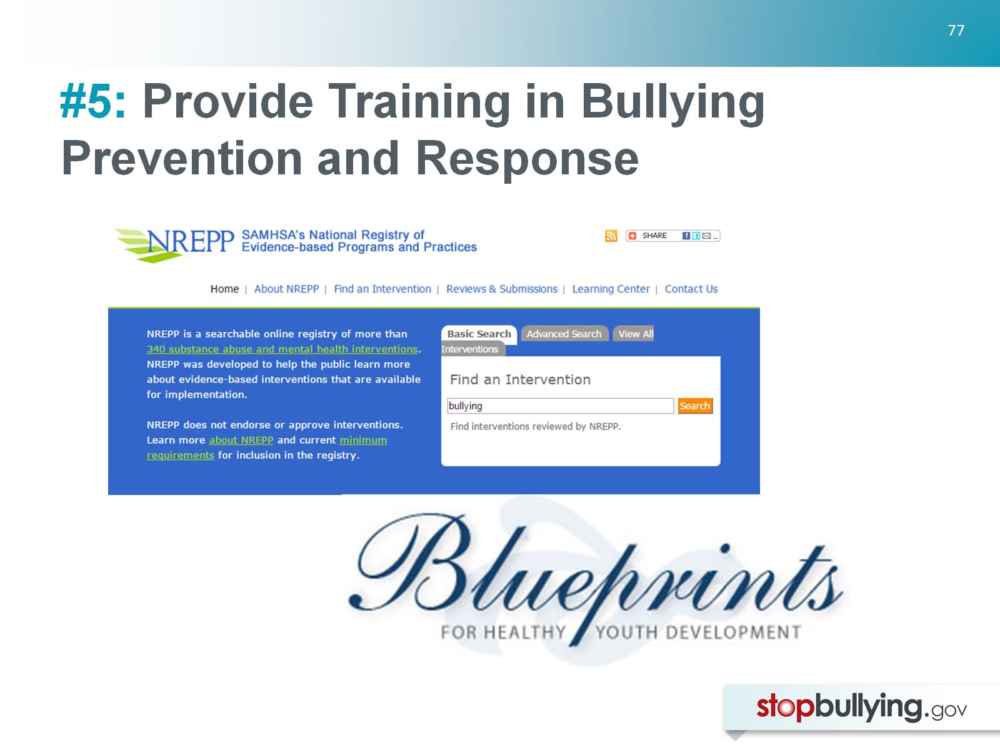 77
#5: Provide Training in Bullying
Prevention and Response
NREPP
SAMHSA's National Registry of
Evidence-based Programs and Practices
SHARE
...
Home | About NREPP | Find an Intervention | Reviews & Submissions | Learning Center | Contact Us
NREPP is a searchable online registry of more than
340 substance abuse and mental health interventions.
NREPP was developed to help the public learn more
about evidence-based interventions that are available
for implementation.
NREPP does not endorse or approve interventions.
Learn more about NREPP and current minimum
requirements for inclusion in the registry.
Basic Search Advanced Search View All
Interventions
Find an Intervention
bullying Search
Find interventions reviewed by NREPP.
Blueprints
FOR HEALTHY YOUTH DEVELOPMENT
stopbullying.gov